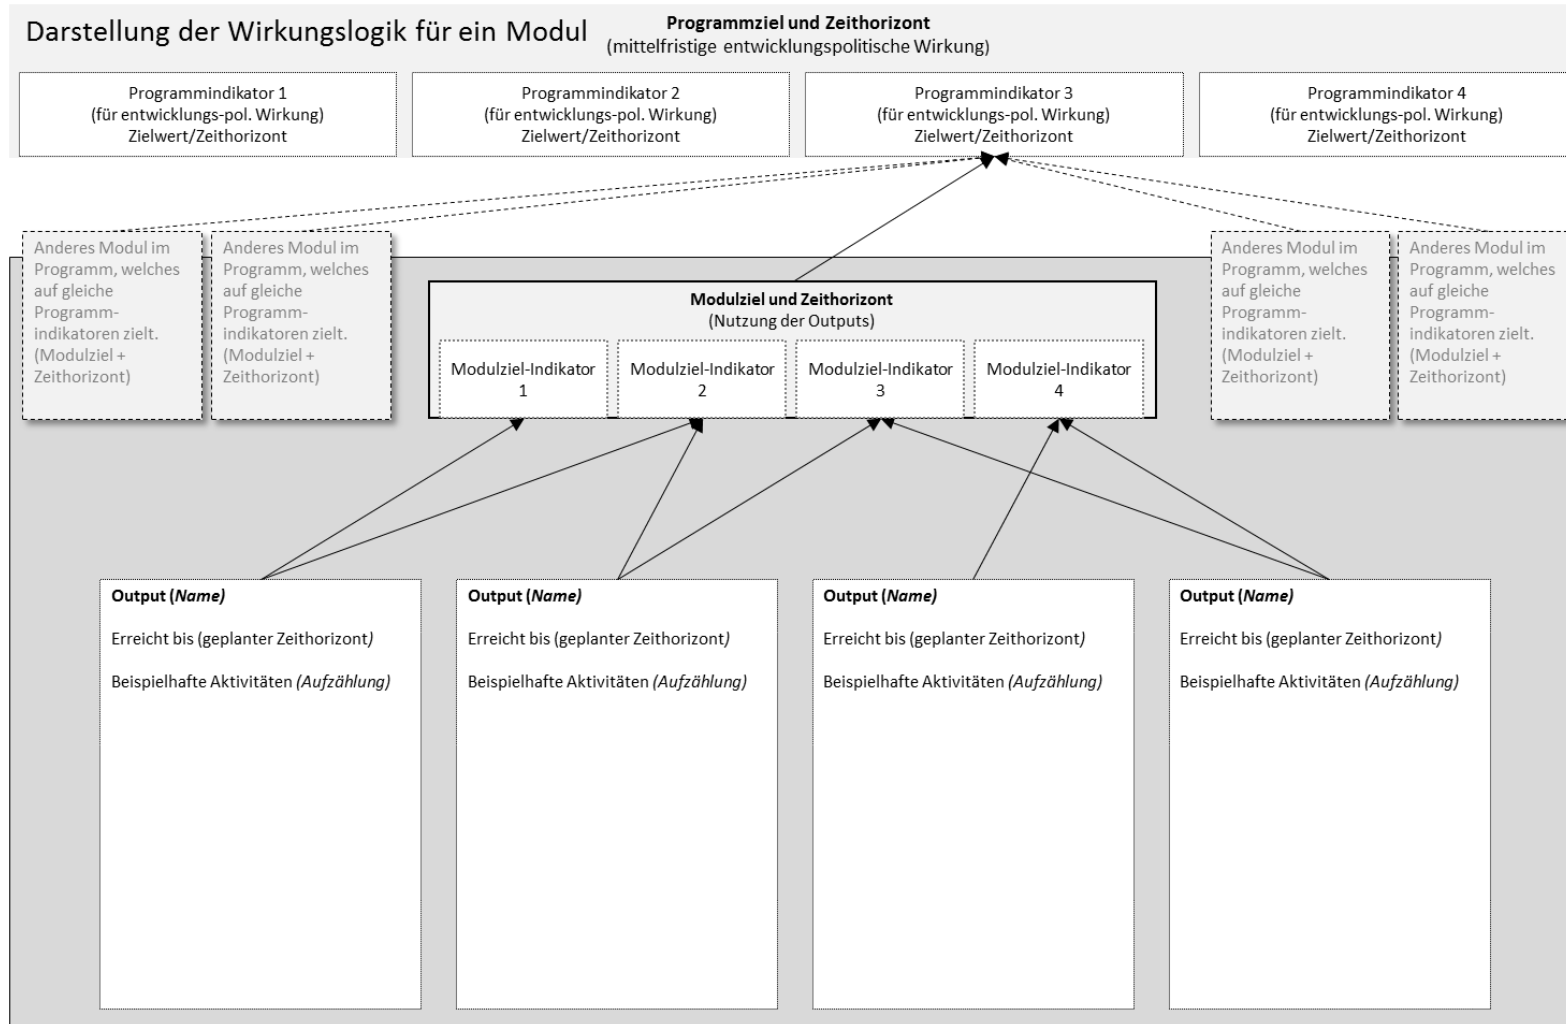 Darstellung der Wirkungslogik für ein Modul
Programmziel und Zeithorizont
(mittelfristige entwicklungspolitische Wirkung)
Programmindikator 1
(für entwicklungs-pol. Wirkung)
Zielwert/Zeithorizont
Programmindikator 2
(für entwicklungs-pol. Wirkung)
Zielwert/Zeithorizont
Programmindikator 3
(für entwicklungs-pol. Wirkung)
Zielwert/Zeithorizont
Programmindikator 4
(für entwicklungs-pol. Wirkung)
Zielwert/Zeithorizont
Anderes Modul im
Programm, welches
auf gleiche
Programm-
indikatoren zielt.
(Modulziel +
Zeithorizont)
Anderes Modul im
Programm, welches
auf gleiche
Programm-
indikatoren zielt.
(Modulziel +
Zeithorizont)
Modulziel und Zeithorizont
(Nutzung der Outputs)
Modulziel-Indikator
1
Modulziel-Indikator
2
Modulziel-Indikator
3
Modulziel-Indikator
4
Anderes Modul im
Programm, welches
auf gleiche
Programm-
indikatoren zielt.
(Modulziel +
Zeithorizont)
Anderes Modul im
Programm, welches
auf gleiche
Programm-
indikatoren zielt.
(Modulziel +
Zeithorizont)
Output (Name)
Erreicht bis (geplanter Zeithorizont)
Beispielhafte Aktivitäten (Aufzählung)
Output (Name)
Erreicht bis (geplanter Zeithorizont)
Beispielhafte Aktivitäten (Aufzählung)
Output (Name)
Erreicht bis (geplanter Zeithorizont)
Beispielhafte Aktivitäten (Aufzählung)
Output (Name)
Erreicht bis (geplanter Zeithorizont)
Beispielhafte Aktivitäten (Aufzählung)